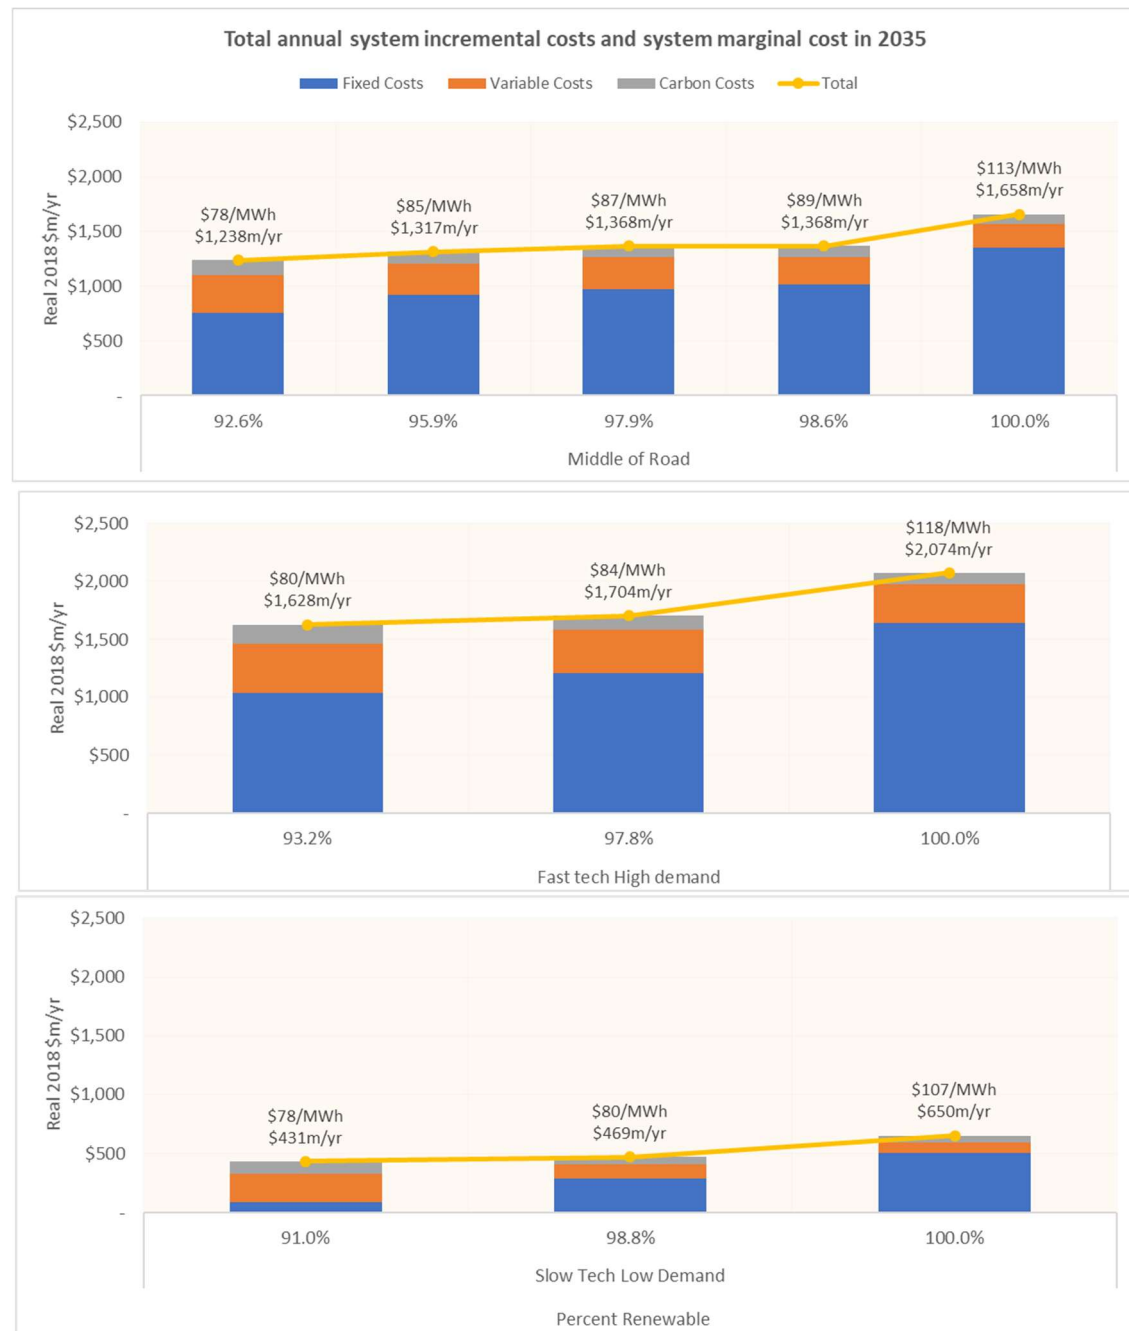 Total annual system incremental costs and system marginal cost in 2035
Fixed Costs Variable Costs Carbon Costs Total
Real 2018 $m/yr
$2,500
$2,000
$1,500
$1,000
$500
-
$78/MWh
$1,238m/yr
$85/MWh
$1,317m/yr
$87/MWh
$1,368m/yr
$89/MWh
$1,368m/yr
$113/MWh
$1,658m/yr
92.6% 95.9% 97.9% 98.6% 100.0%
Middle of Road
Real 2018 $m/yr
$2,500
$2,000
$1,500
$1,000
$500
-
$80/MWh
$1,628m/yr
$84/MWh
$1,704m/yr
$118/MWh
$2,074m/yr
93.2% 97.8% 100.0%
Fast tech High demand
Real 2018 $m/yr
$2,500
$2,000
$1,500
$1,000
$500
-
$78/MWh
$431m/yr
$80/MWh
$469m/yr
$107/MWh
$650m/yr
91.0% 98.8% 100.0%
Slow Tech Low Demand
Percent Renewable